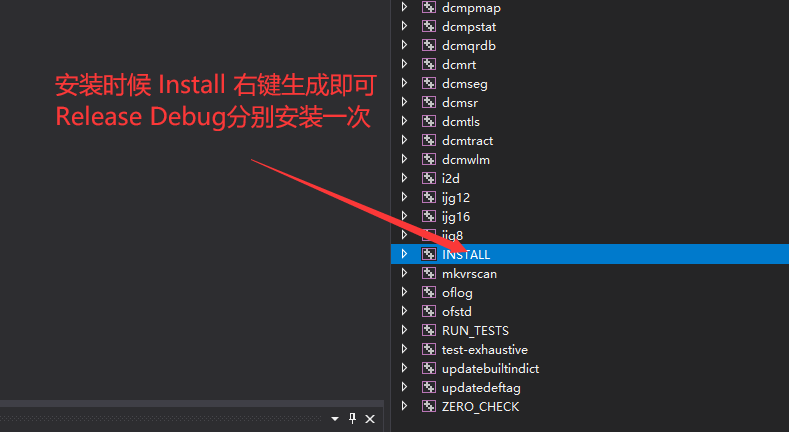 dcmpmap
dcmpstat
dcmqrdb
dcmrt
dcmseg
dcmsr
dcmtls
dcmtract
dcmwlm
i2d
ijg12
ijg16
ijg8
INSTALL
mkvrscan
oflog
ofstd
RUN_TESTS
test-exhaustive
updatebuiltindict
updatedeftag
ZERO_CHECK
安装时候 Install 右键生成即可
Release Debug分别安装一次